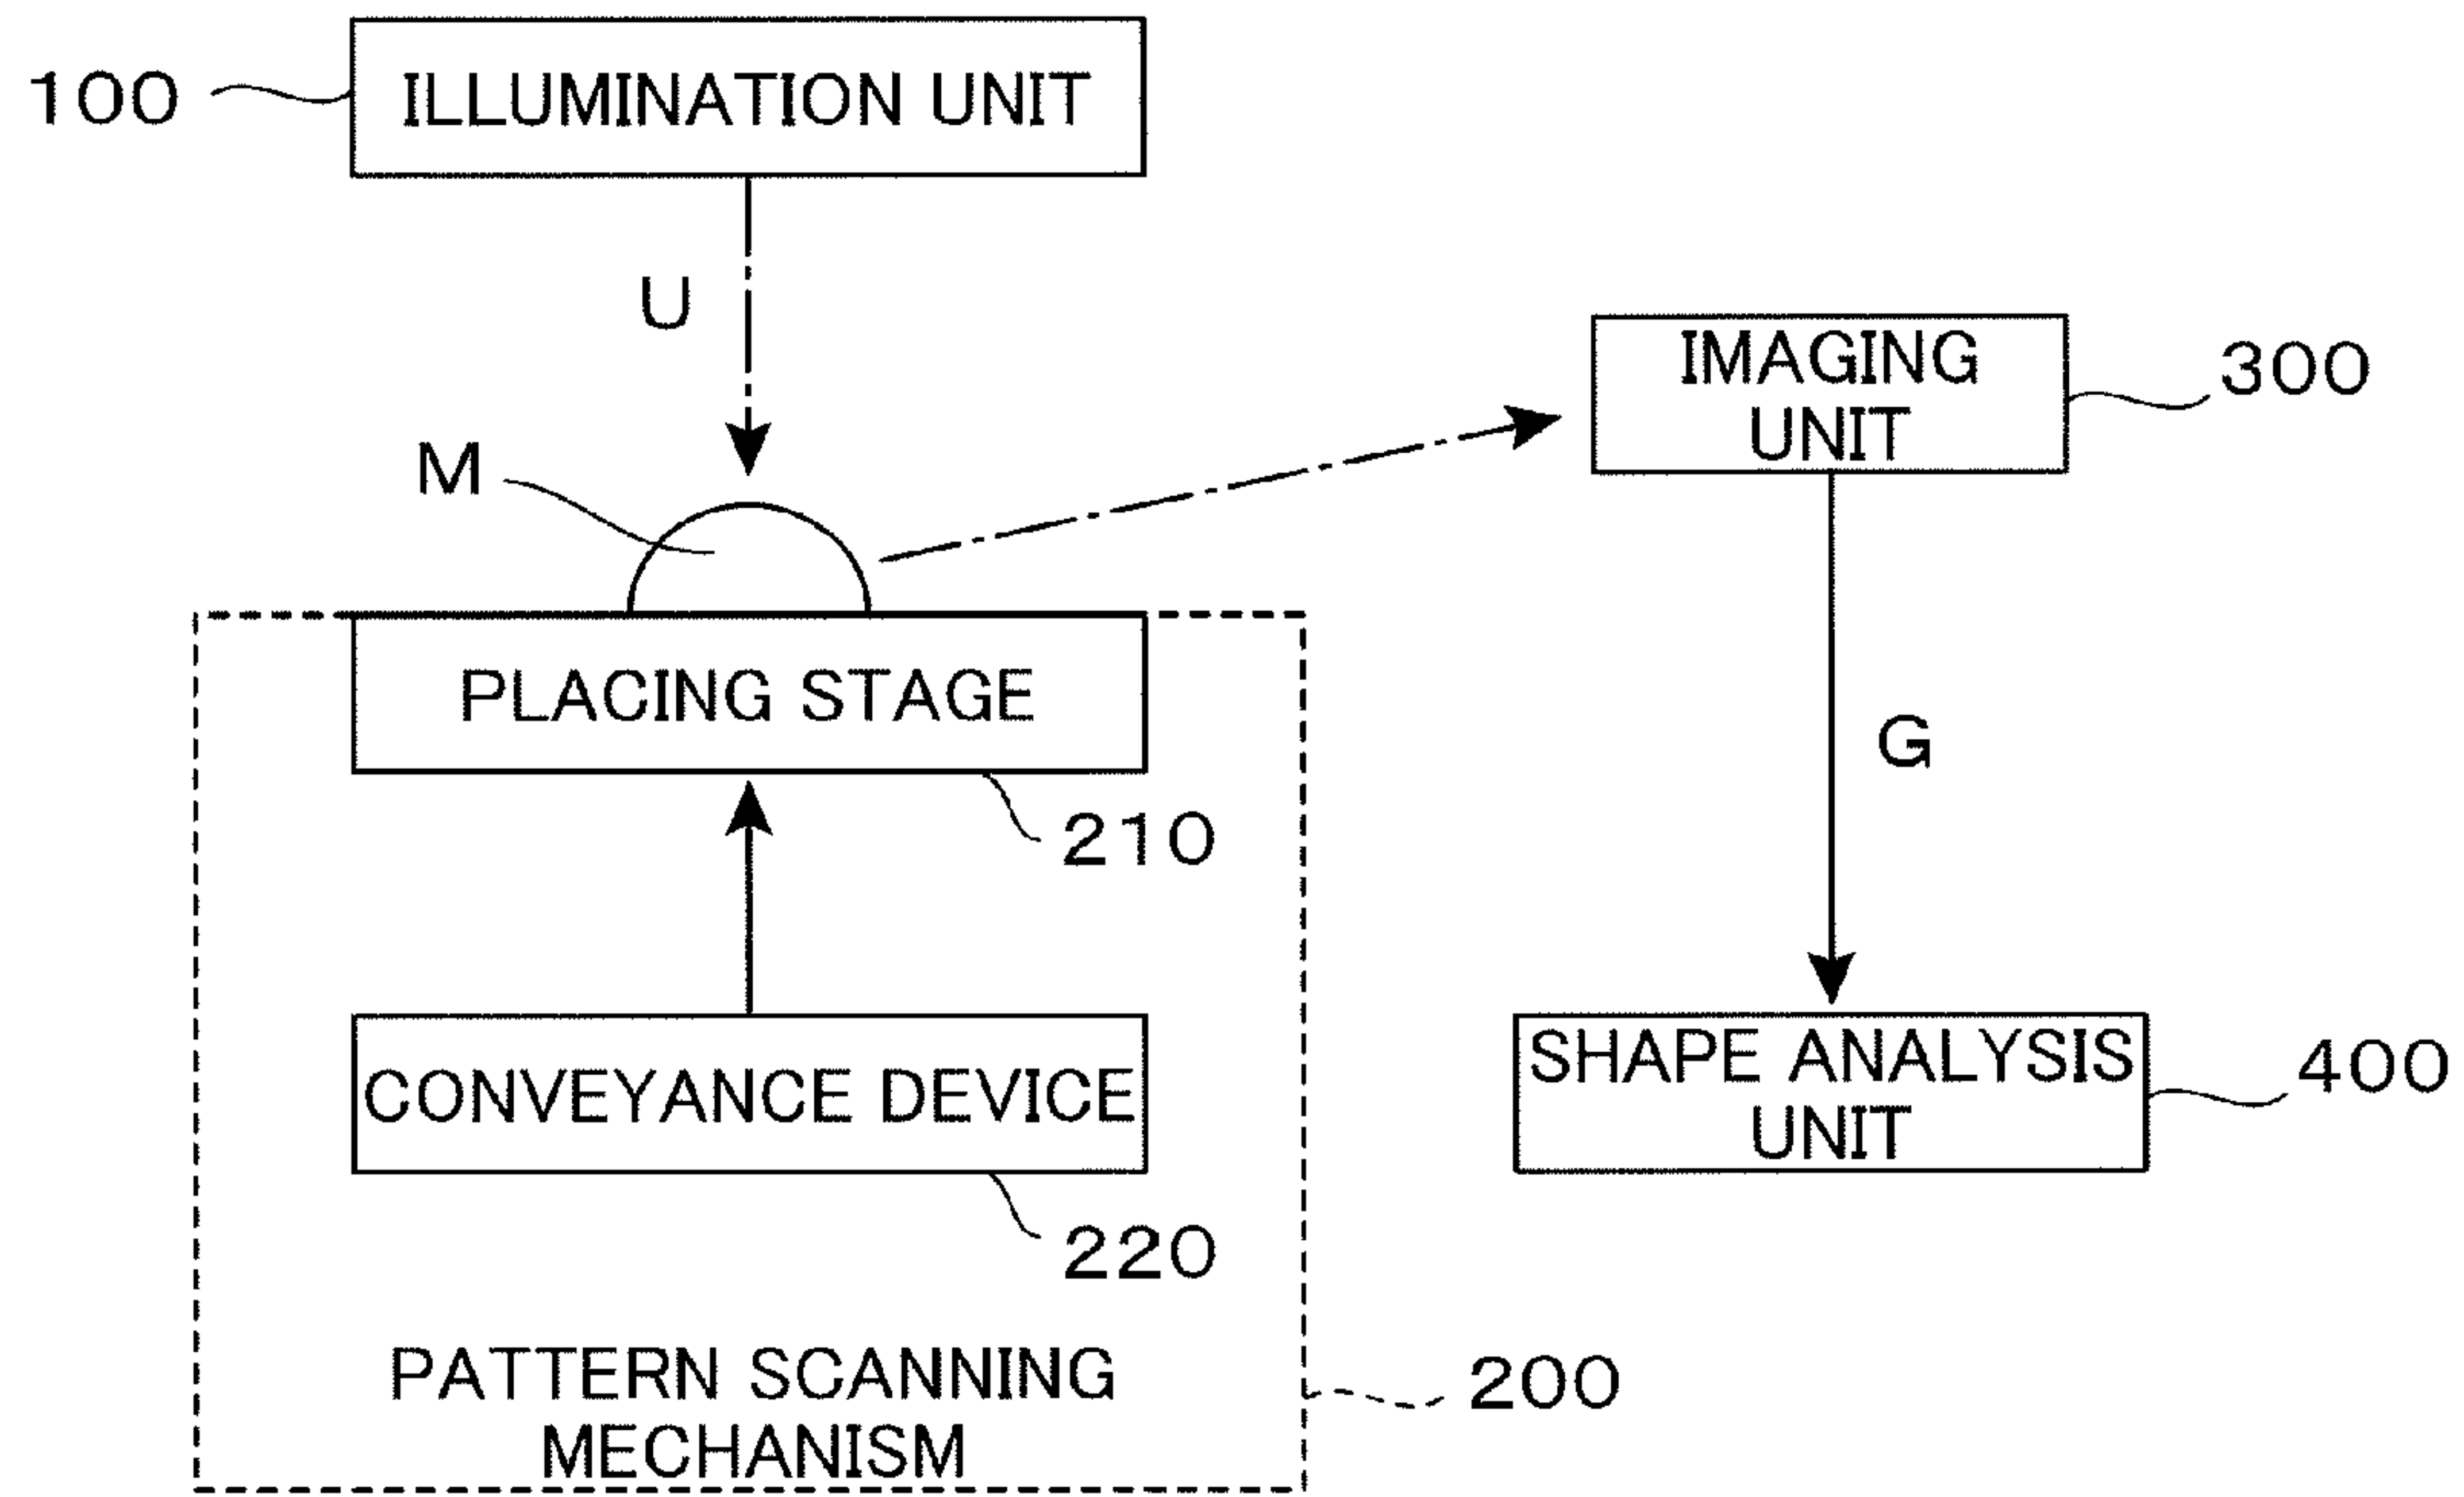 100
ILLUMINATION UNIT
U
M
IMAGING
UNIT
300
PLACING STAGE
210
G
CONVEYANCE DEVICE
220
SHAPE ANALYSIS
UNIT
400
PATTERN SCANNING
MECHANISM
200